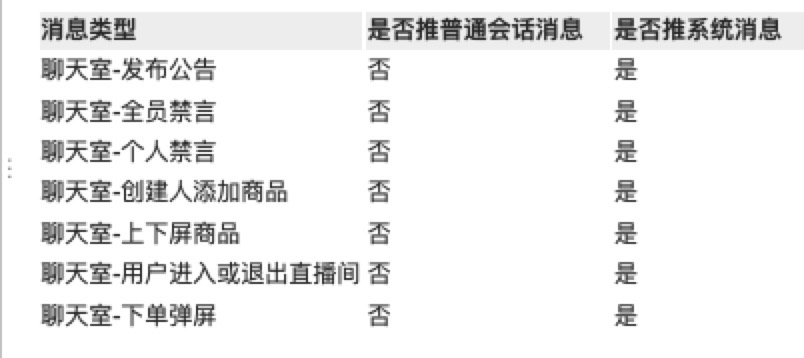 消息类型 是否推普通会话消息 是否推系统消息
聊天室-发布公告 否 是
聊天室-全员禁言 否 是
聊天室-个人禁言 否 是
聊天室-创建人添加商品 否 是
聊天室-上下屏商品 否 是
聊天室-用户进入或退出直播间 否 是
聊天室-下单弹屏 否 是